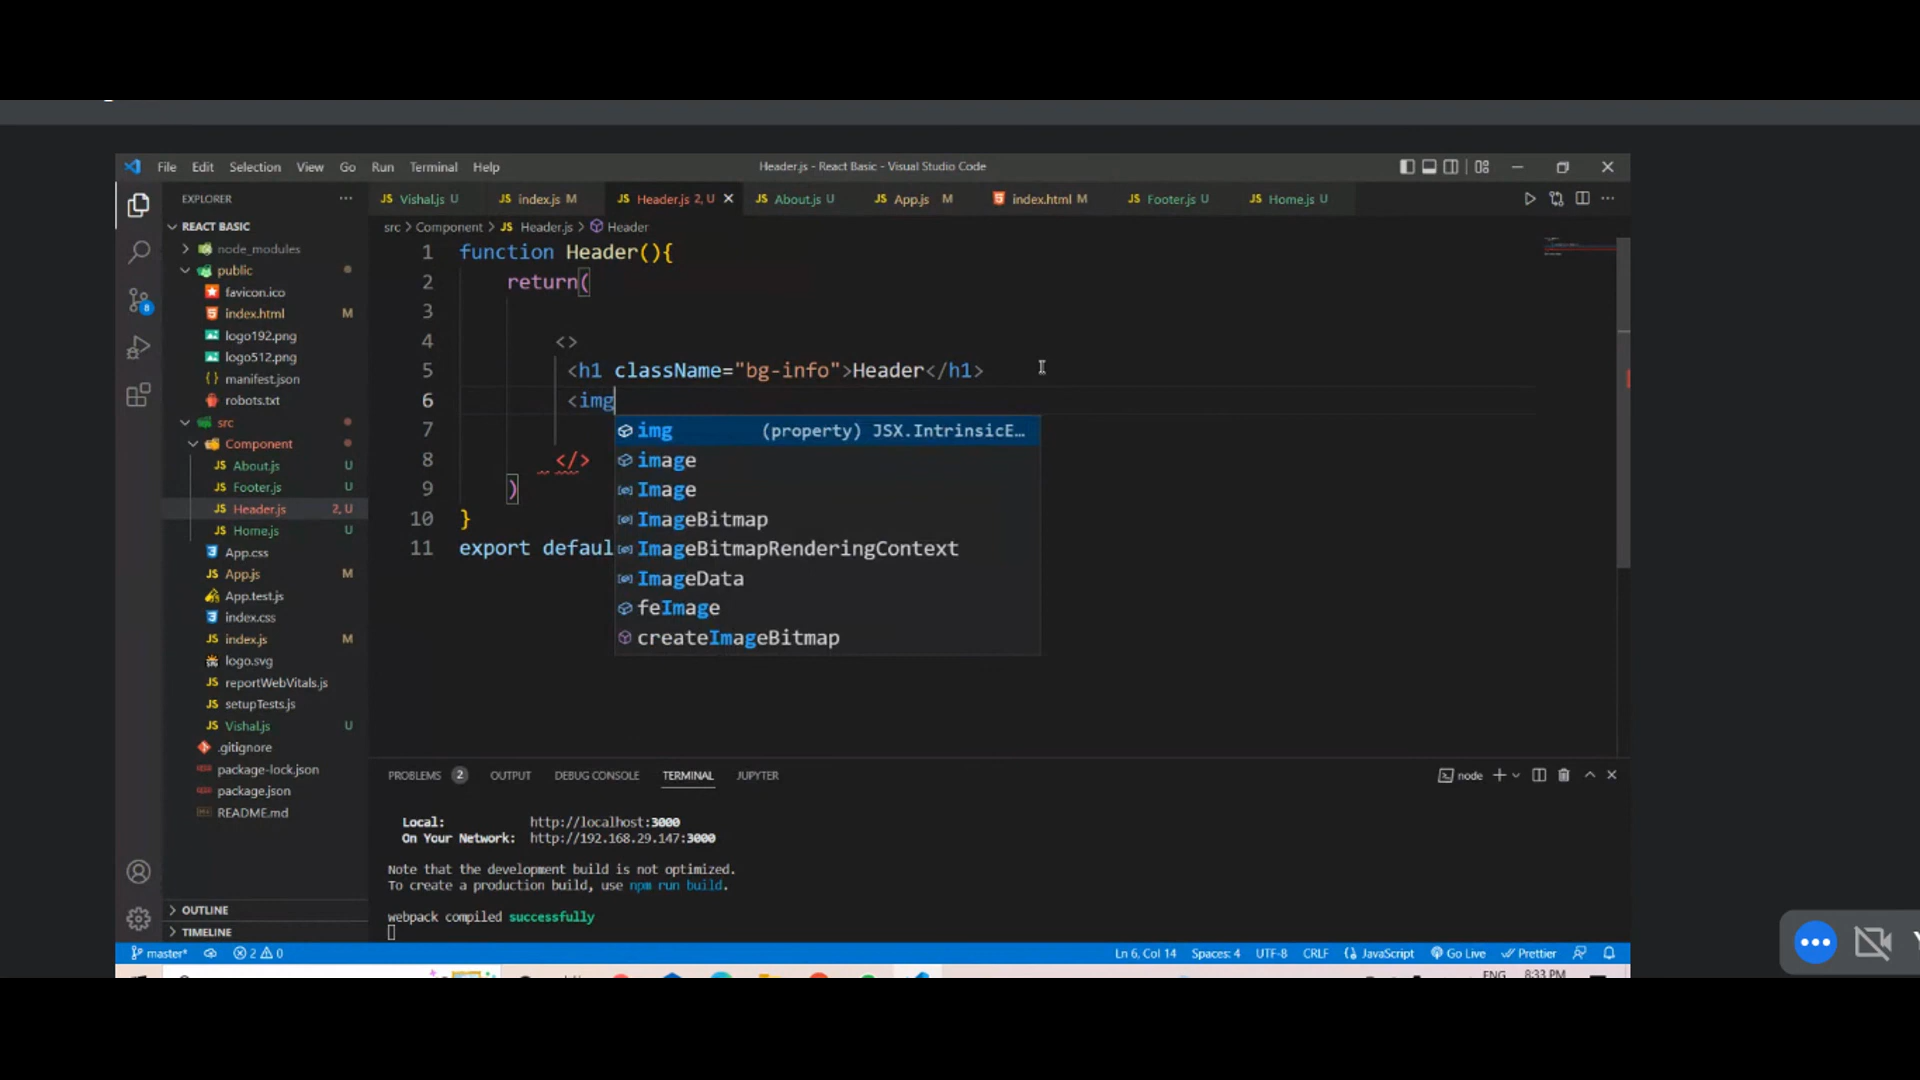 File Edit Selection View Go Run Terminal Help
Header.js - React Basic - Visual Studio Code
EXPLORER
Vishal.js U
index.js M
Header.js 2, U
About.js U
App.js M
index.html M
Footer.js U
Home.js U
src > Component > JS Header.js > Header
REACT BASIC
node_modules
public
favicon.ico
index.html M
logo192.png
logo512.png
manifest.json
robots.txt
src
Component
About.js U
Footer.js U
Header.js 2, U
Home.js U
App.css
App.js M
App.test.js
index.css
index.js M
logo.svg
reportWebVitals.js
setupTests.js
Vishal.js U
.gitignore
package-lock.json
package.json
README.md
OUTLINE
TIMELINE
1 function Header(){
2 return(
3
4 <>
5 <h1 className="bg-info">Header</h1>
6 <img
7
8 </>
9 )
10 }
11 export defaul
img (property) JSX.IntrinsicE…
image
Image
ImageBitmap
ImageBitmapRenderingContext
ImageData
feImage
createImageBitmap
PROBLEMS 2 OUTPUT DEBUG CONSOLE TERMINAL JUPYTER
node
Local: http://localhost:3000
On Your Network: http://192.168.29.147:3000
Note that the development build is not optimized.
To create a production build, use npm run build.
webpack compiled successfully
master* 2 0
Ln 6, Col 14 Spaces: 4 UTF-8 CRLF {} JavaScript Go Live Prettier
ENG 8:33 PM